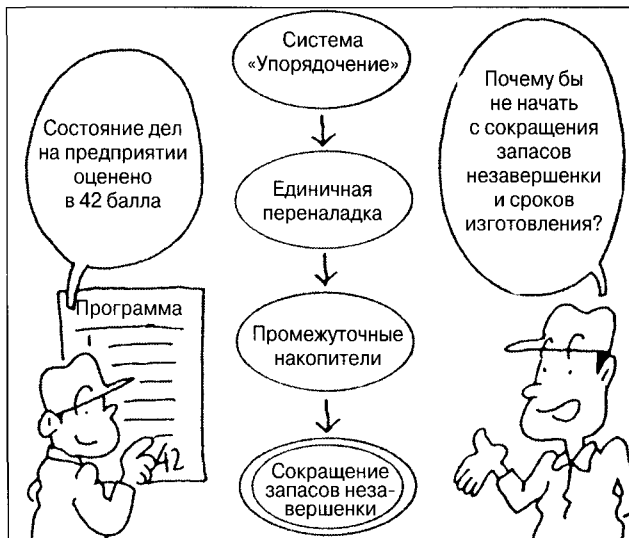 Состояние дел
на предприятии
оценено
в 42 балла
Программа
42
Система
«Упорядочение»
Единичная
переналадка
Промежуточные
накопители
Сокращение
запасов неза-
вершенки
Почему бы
не начать
с сокращения
запасов
незавершенки
и сроков
изготовления?